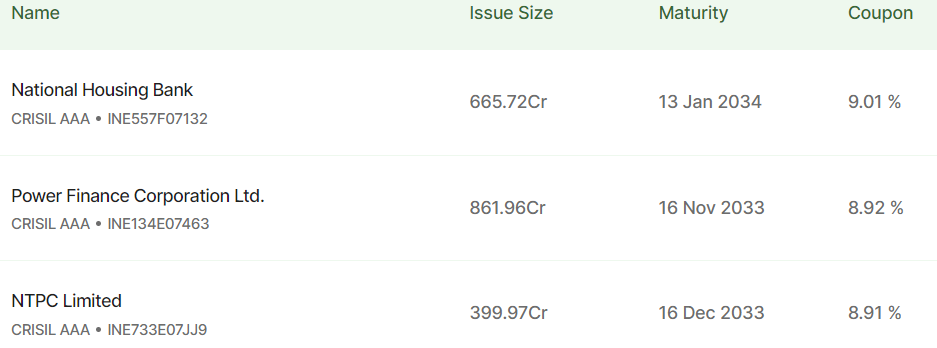 Name Issue Size Maturity Coupon
National Housing Bank
CRISIL AAA • INE557F07132
665.72Cr 13 Jan 2034 9.01 %
Power Finance Corporation Ltd.
CRISIL AAA • INE134E07463
861.96Cr 16 Nov 2033 8.92 %
NTPC Limited
CRISIL AAA • INE733E07JJ9
399.97Cr 16 Dec 2033 8.91 %